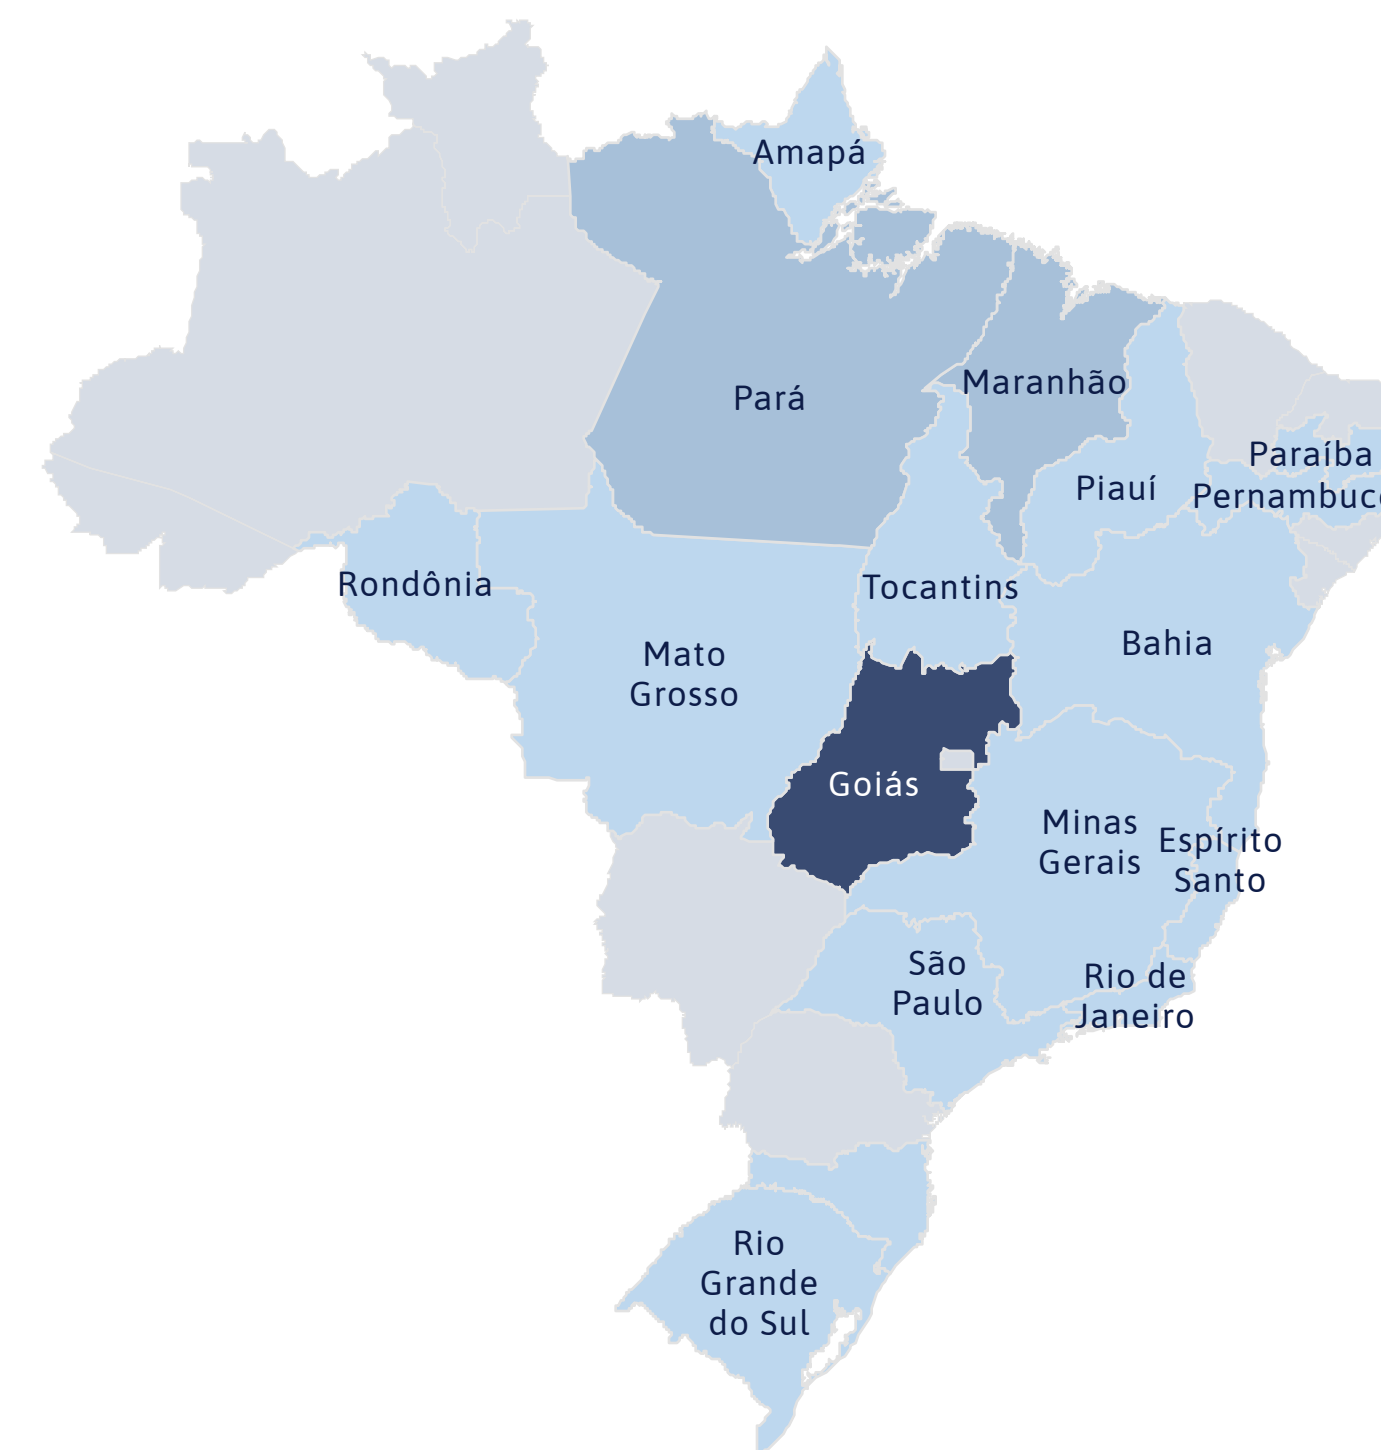 Amapá
Pará
Maranhão
Paraíba
Piauí
Pernambuco
Rondônia
Tocantins
Bahia
Mato
Grosso
Goiás
Minas
Gerais
Espírito
Santo
São
Paulo
Rio de
Janeiro
Rio
Grande
do Sul